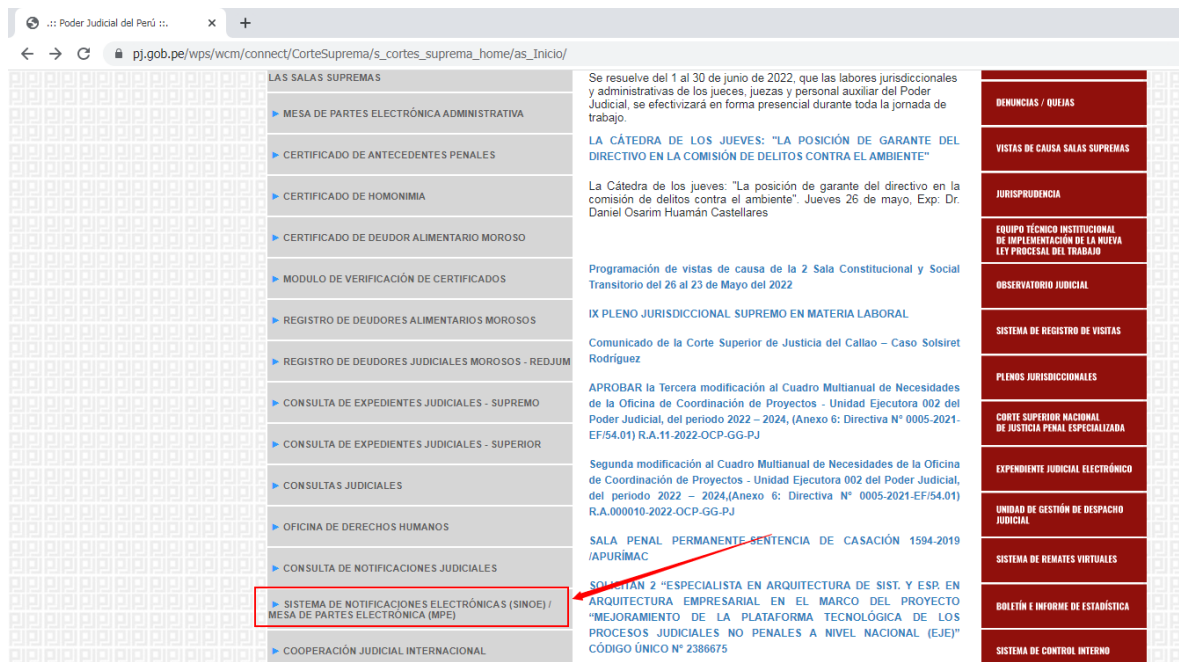 .:: Poder Judicial del Perú ::.
pj.gob.pe/wps/wcm/connect/CorteSuprema/s_cortes_suprema_home/as_Inicio/
LAS SALAS SUPREMAS
MESA DE PARTES ELECTRÓNICA ADMINISTRATIVA
CERTIFICADO DE ANTECEDENTES PENALES
CERTIFICADO DE HOMONIMIA
CERTIFICADO DE DEUDOR ALIMENTARIO MOROSO
MODULO DE VERIFICACIÓN DE CERTIFICADOS
REGISTRO DE DEUDORES ALIMENTARIOS MOROSOS
REGISTRO DE DEUDORES JUDICIALES MOROSOS - REDJUM
CONSULTA DE EXPEDIENTES JUDICIALES - SUPREMO
CONSULTA DE EXPEDIENTES JUDICIALES - SUPERIOR
CONSULTAS JUDICIALES
OFICINA DE DERECHOS HUMANOS
CONSULTA DE NOTIFICACIONES JUDICIALES
SISTEMA DE NOTIFICACIONES ELECTRÓNICAS (SINOE) /
MESA DE PARTES ELECTRÓNICA (MPE)
COOPERACIÓN JUDICIAL INTERNACIONAL
Se resuelve del 1 al 30 de junio de 2022, que las labores jurisdiccionales
y administrativas de los jueces, juezas y personal auxiliar del Poder
Judicial, se efectivizará en forma presencial durante toda la jornada de
trabajo.
LA CÁTEDRA DE LOS JUEVES: "LA POSICIÓN DE GARANTE DEL
DIRECTIVO EN LA COMISIÓN DE DELITOS CONTRA EL AMBIENTE"
La Cátedra de los jueves: "La posición de garante del directivo en la
comisión de delitos contra el ambiente". Jueves 26 de mayo, Exp: Dr.
Daniel Osarim Huamán Castellares
Programación de vistas de causa de la 2 Sala Constitucional y Social
Transitorio del 26 al 23 de Mayo del 2022
IX PLENO JURISDICCIONAL SUPREMO EN MATERIA LABORAL
Comunicado de la Corte Superior de Justicia del Callao – Caso Solsiret
Rodríguez
APROBAR la Tercera modificación al Cuadro Multianual de Necesidades
de la Oficina de Coordinación de Proyectos - Unidad Ejecutora 002 del
Poder Judicial, del periodo 2022 – 2024, (Anexo 6: Directiva N° 0005-2021-
EF/54.01) R.A.11-2022-OCP-GG-PJ
Segunda modificación al Cuadro Multianual de Necesidades de la Oficina
de Coordinación de Proyectos - Unidad Ejecutora 002 del Poder Judicial,
del periodo 2022 – 2024,(Anexo 6: Directiva N° 0005-2021-EF/54.01)
R.A.000010-2022-OCP-GG-PJ
SALA PENAL PERMANENTE-SENTENCIA DE CASACIÓN 1594-2019
/APURÍMAC
SOLICITAN 2 “ESPECIALISTA EN ARQUITECTURA DE SIST. Y ESP. EN
ARQUITECTURA EMPRESARIAL EN EL MARCO DEL PROYECTO
“MEJORAMIENTO DE LA PLATAFORMA TECNOLÓGICA DE LOS
PROCESOS JUDICIALES NO PENALES A NIVEL NACIONAL (EJE)”
CÓDIGO ÚNICO N° 2386675
DENUNCIAS / QUEJAS
VISTAS DE CAUSA SALAS SUPREMAS
JURISPRUDENCIA
EQUIPO TÉCNICO INSTITUCIONAL
DE IMPLEMENTACIÓN DE LA NUEVA
LEY PROCESAL DEL TRABAJO
OBSERVATORIO JUDICIAL
SISTEMA DE REGISTRO DE VISITAS
PLENOS JURISDICCIONALES
CORTE SUPERIOR NACIONAL
DE JUSTICIA PENAL ESPECIALIZADA
EXPENDIENTE JUDICIAL ELECTRÓNICO
UNIDAD DE GESTIÓN DE DESPACHO
JUDICIAL
SISTEMA DE REMATES VIRTUALES
BOLETÍN E INFORME DE ESTADÍSTICA
SISTEMA DE CONTROL INTERNO